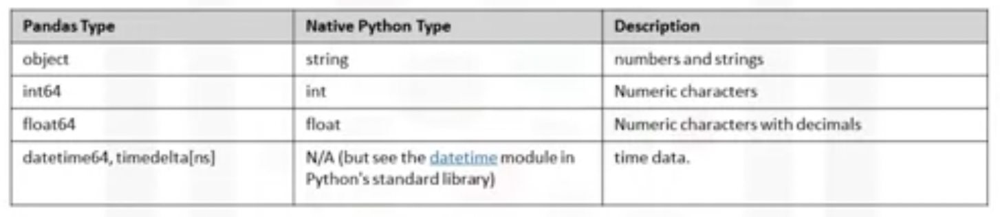 Pandas Type Native Python Type Description
object string numbers and strings
int64 int Numeric characters
float64 float Numeric characters with decimals
datetime64, timedelta[ns] N/A (but see the datetime module in time data.
Python's standard library)